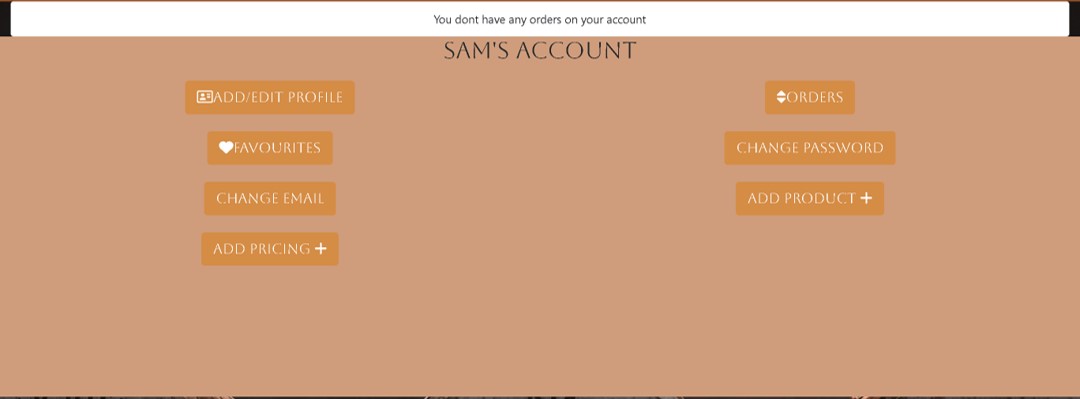 You dont have any orders on your account
SAM'S ACCOUNT
ADD/EDIT PROFILE
ORDERS
FAVOURITES
CHANGE PASSWORD
CHANGE EMAIL
ADD PRODUCT +
ADD PRICING +